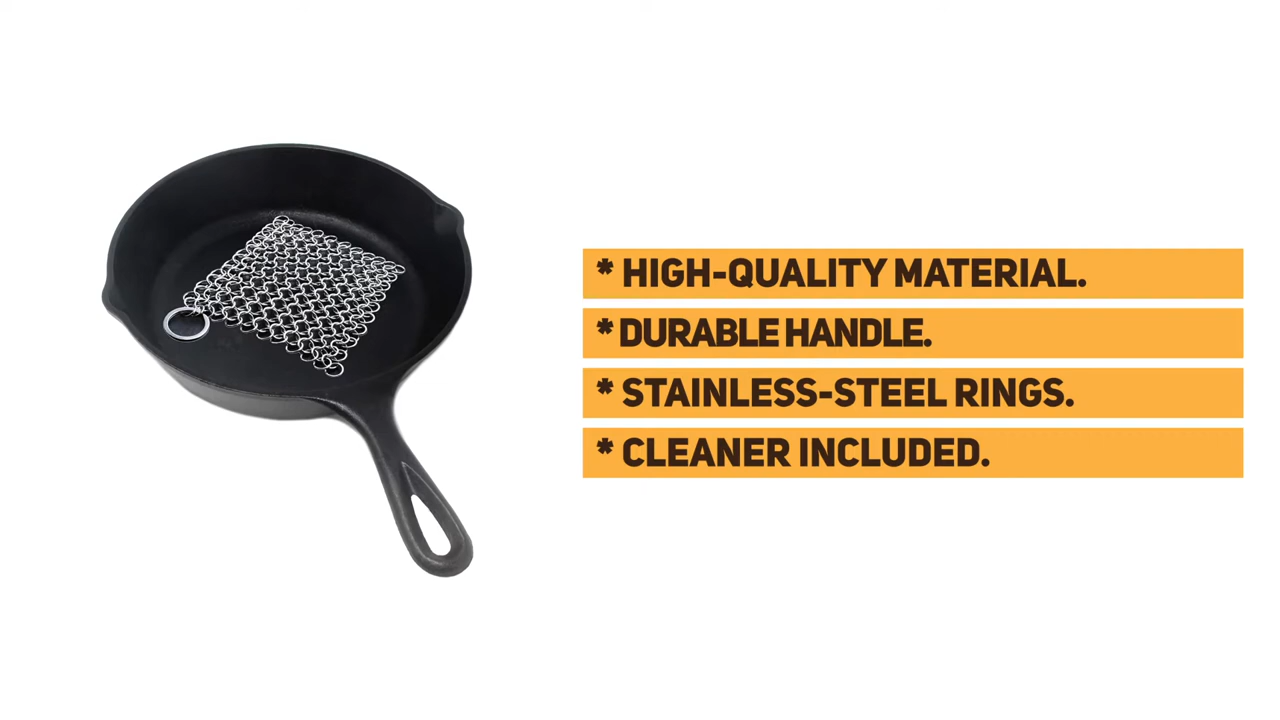 * HIGH-QUALITY MATERIAL.
* DURABLE HANDLE.
* STAINLESS-STEEL RINGS.
* CLEANER INCLUDED.